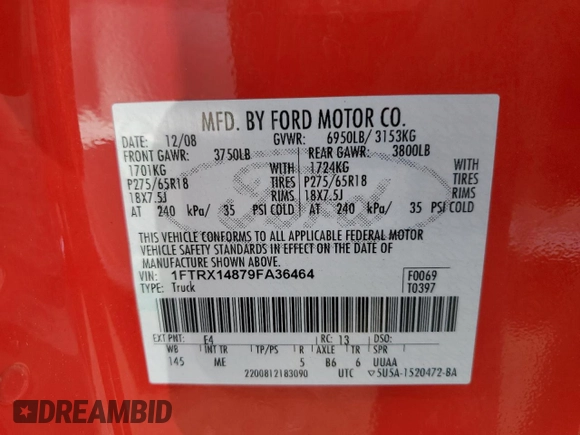 MFD. BY FORD MOTOR CO.
DATE: 12/08 GVWR: 6950LB/ 3153KG
FRONT GAWR: 3750LB REAR GAWR: 3800LB
1701KG WITH 1724KG WITH
P275/65R18 TIRES P275/65R18 TIRES
18X7.5J RIMS 18X7.5J RIMS
AT 240 kPa/ 35 PSI COLD AT 240 kPa/ 35 PSI COLD
THIS VEHICLE CONFORMS TO ALL APPLICABLE FEDERAL MOTOR
VEHICLE SAFETY STANDARDS IN EFFECT ON THE DATE OF
MANUFACTURE SHOWN ABOVE.
VIN: 1FTRX14879FA36464 F0069
TYPE: Truck T0397
EXT PNT: F4 RC: 13 DSO:
WB INT TR TP/PS R AXLE TR SPR
145 ME 5 B6 6 UUAA
2200812183090 UTC ▽5U5A-1520472-BA
Ford
DREAMBID